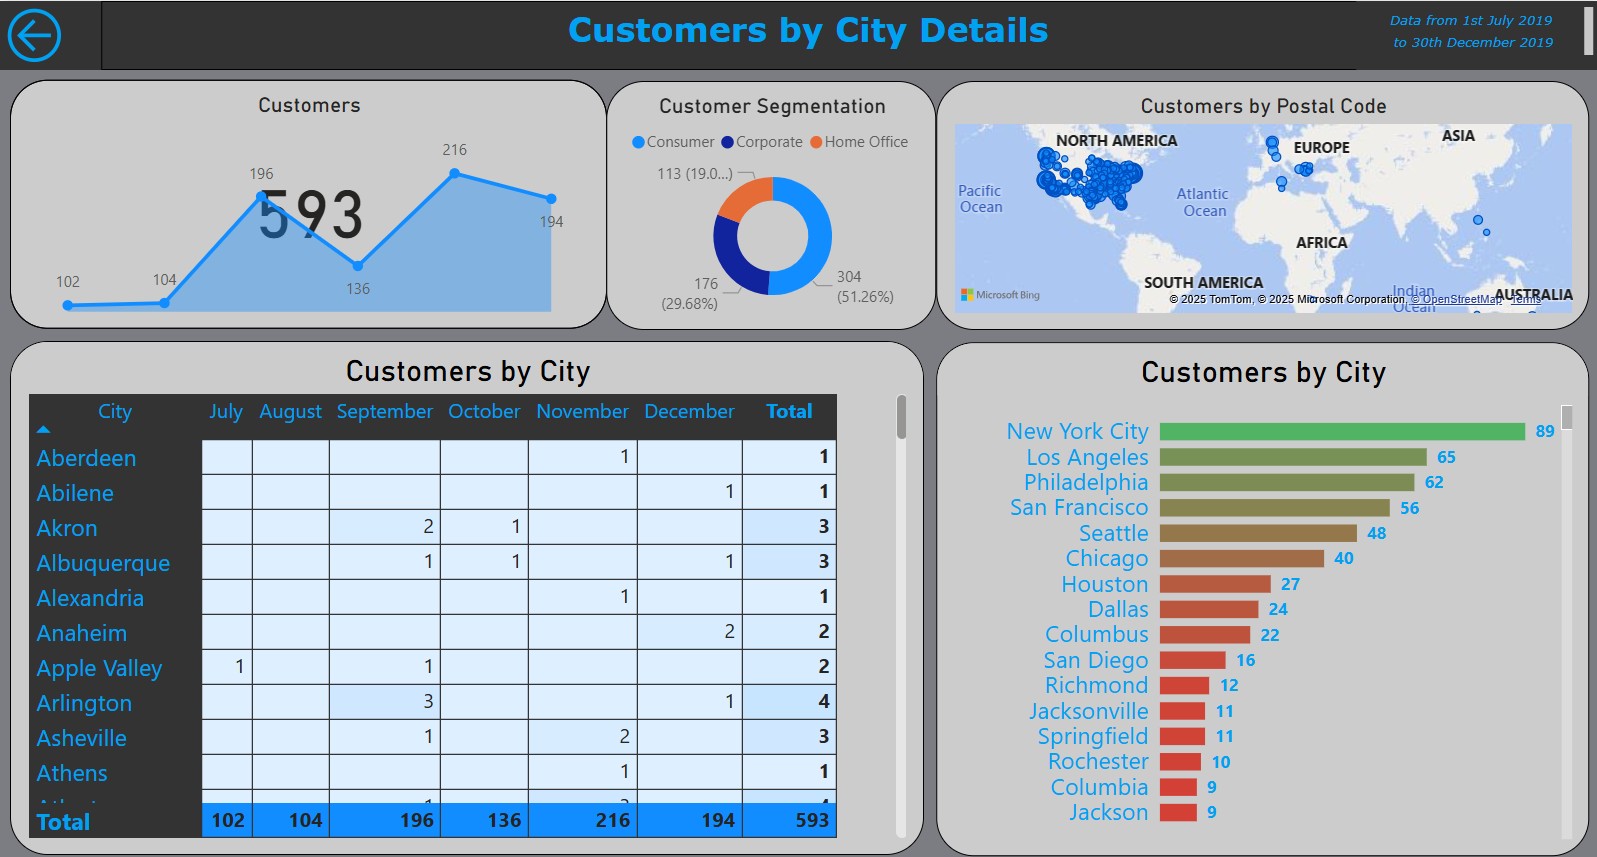 Customers by City Details
Data from 1st July 2019
to 30th December 2019
Customers
593
102
104
196
136
216
194
Customer Segmentation
Consumer Corporate Home Office
113 (19.0...)
176
(29.68%)
304
(51.26%)
Customers by Postal Code
NORTH AMERICA
EUROPE
ASIA
Pacific
Ocean
Atlantic
Ocean
AFRICA
SOUTH AMERICA
Indian
Ocean
AUSTRALIA
Microsoft Bing
© 2025 TomTom, © 2025 Microsoft Corporation, © OpenStreetMap Terms
Customers by City
City July August September October November December Total
Aberdeen 1 1
Abilene 1 1
Akron 2 1 3
Albuquerque 1 1 1 3
Alexandria 1 1
Anaheim 2 2
Apple Valley 1 1 2
Arlington 3 1 4
Asheville 1 2 3
Athens 1 1
Total 102 104 196 136 216 194 593
Customers by City
New York City 89
Los Angeles 65
Philadelphia 62
San Francisco 56
Seattle 48
Chicago 40
Houston 27
Dallas 24
Columbus 22
San Diego 16
Richmond 12
Jacksonville 11
Springfield 11
Rochester 10
Columbia 9
Jackson 9